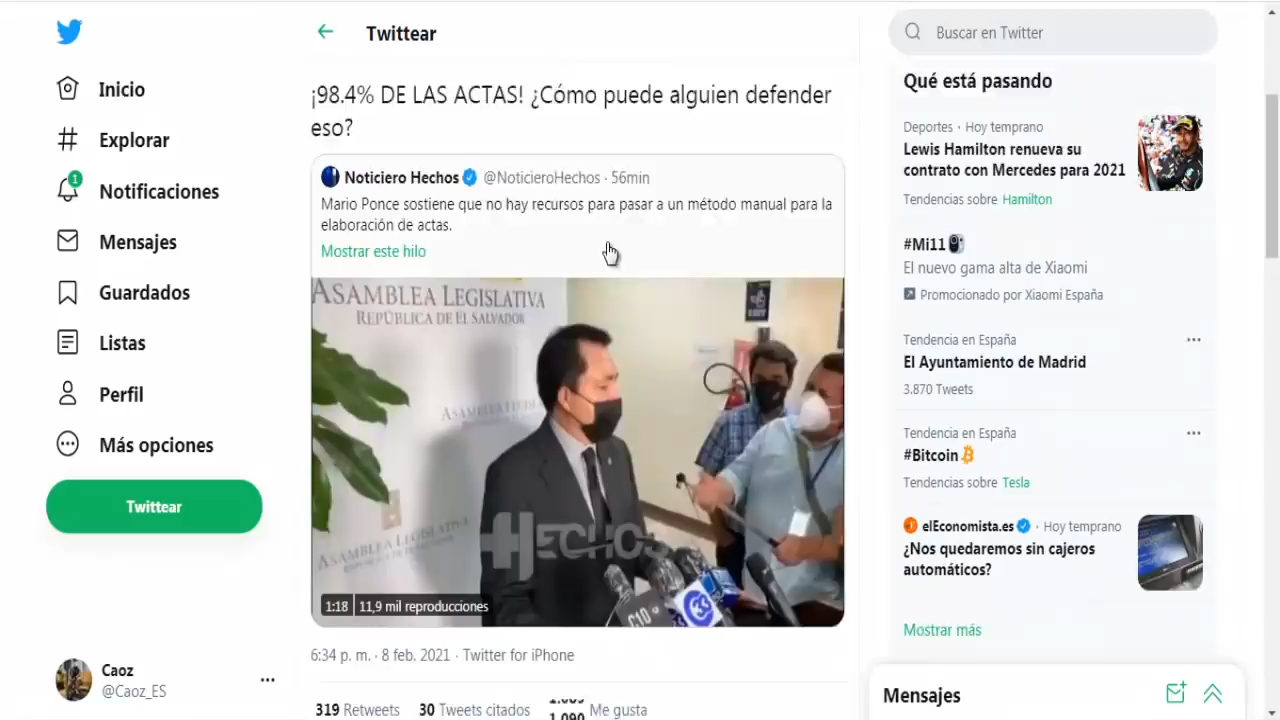 Inicio
Explorar
1
Notificaciones
Mensajes
Guardados
Listas
Perfil
Más opciones
Twittear
Caoz
@Caoz_ES
Twittear
¡98.4% DE LAS ACTAS! ¿Cómo puede alguien defender
eso?
Noticiero Hechos @NoticieroHechos · 56min
Mario Ponce sostiene que no hay recursos para pasar a un método manual para la
elaboración de actas.
Mostrar este hilo
ASAMBLEA LEGISLATIVA
REPÚBLICA DE EL SALVADOR
HECHOS
C10
33
1:18 11,9 mil reproducciones
6:34 p. m. · 8 feb. 2021 · Twitter for iPhone
319 Retweets 30 Tweets citados 1.090 Me gusta
Buscar en Twitter
Qué está pasando
Deportes · Hoy temprano
Lewis Hamilton renueva su
contrato con Mercedes para 2021
Tendencias sobre Hamilton
#Mi11
El nuevo gama alta de Xiaomi
Promocionado por Xiaomi España
Tendencia en España
El Ayuntamiento de Madrid
3.870 Tweets
Tendencia en España
#Bitcoin
Tendencias sobre Tesla
elEconomista.es · Hoy temprano
¿Nos quedaremos sin cajeros
automáticos?
Mostrar más
Mensajes